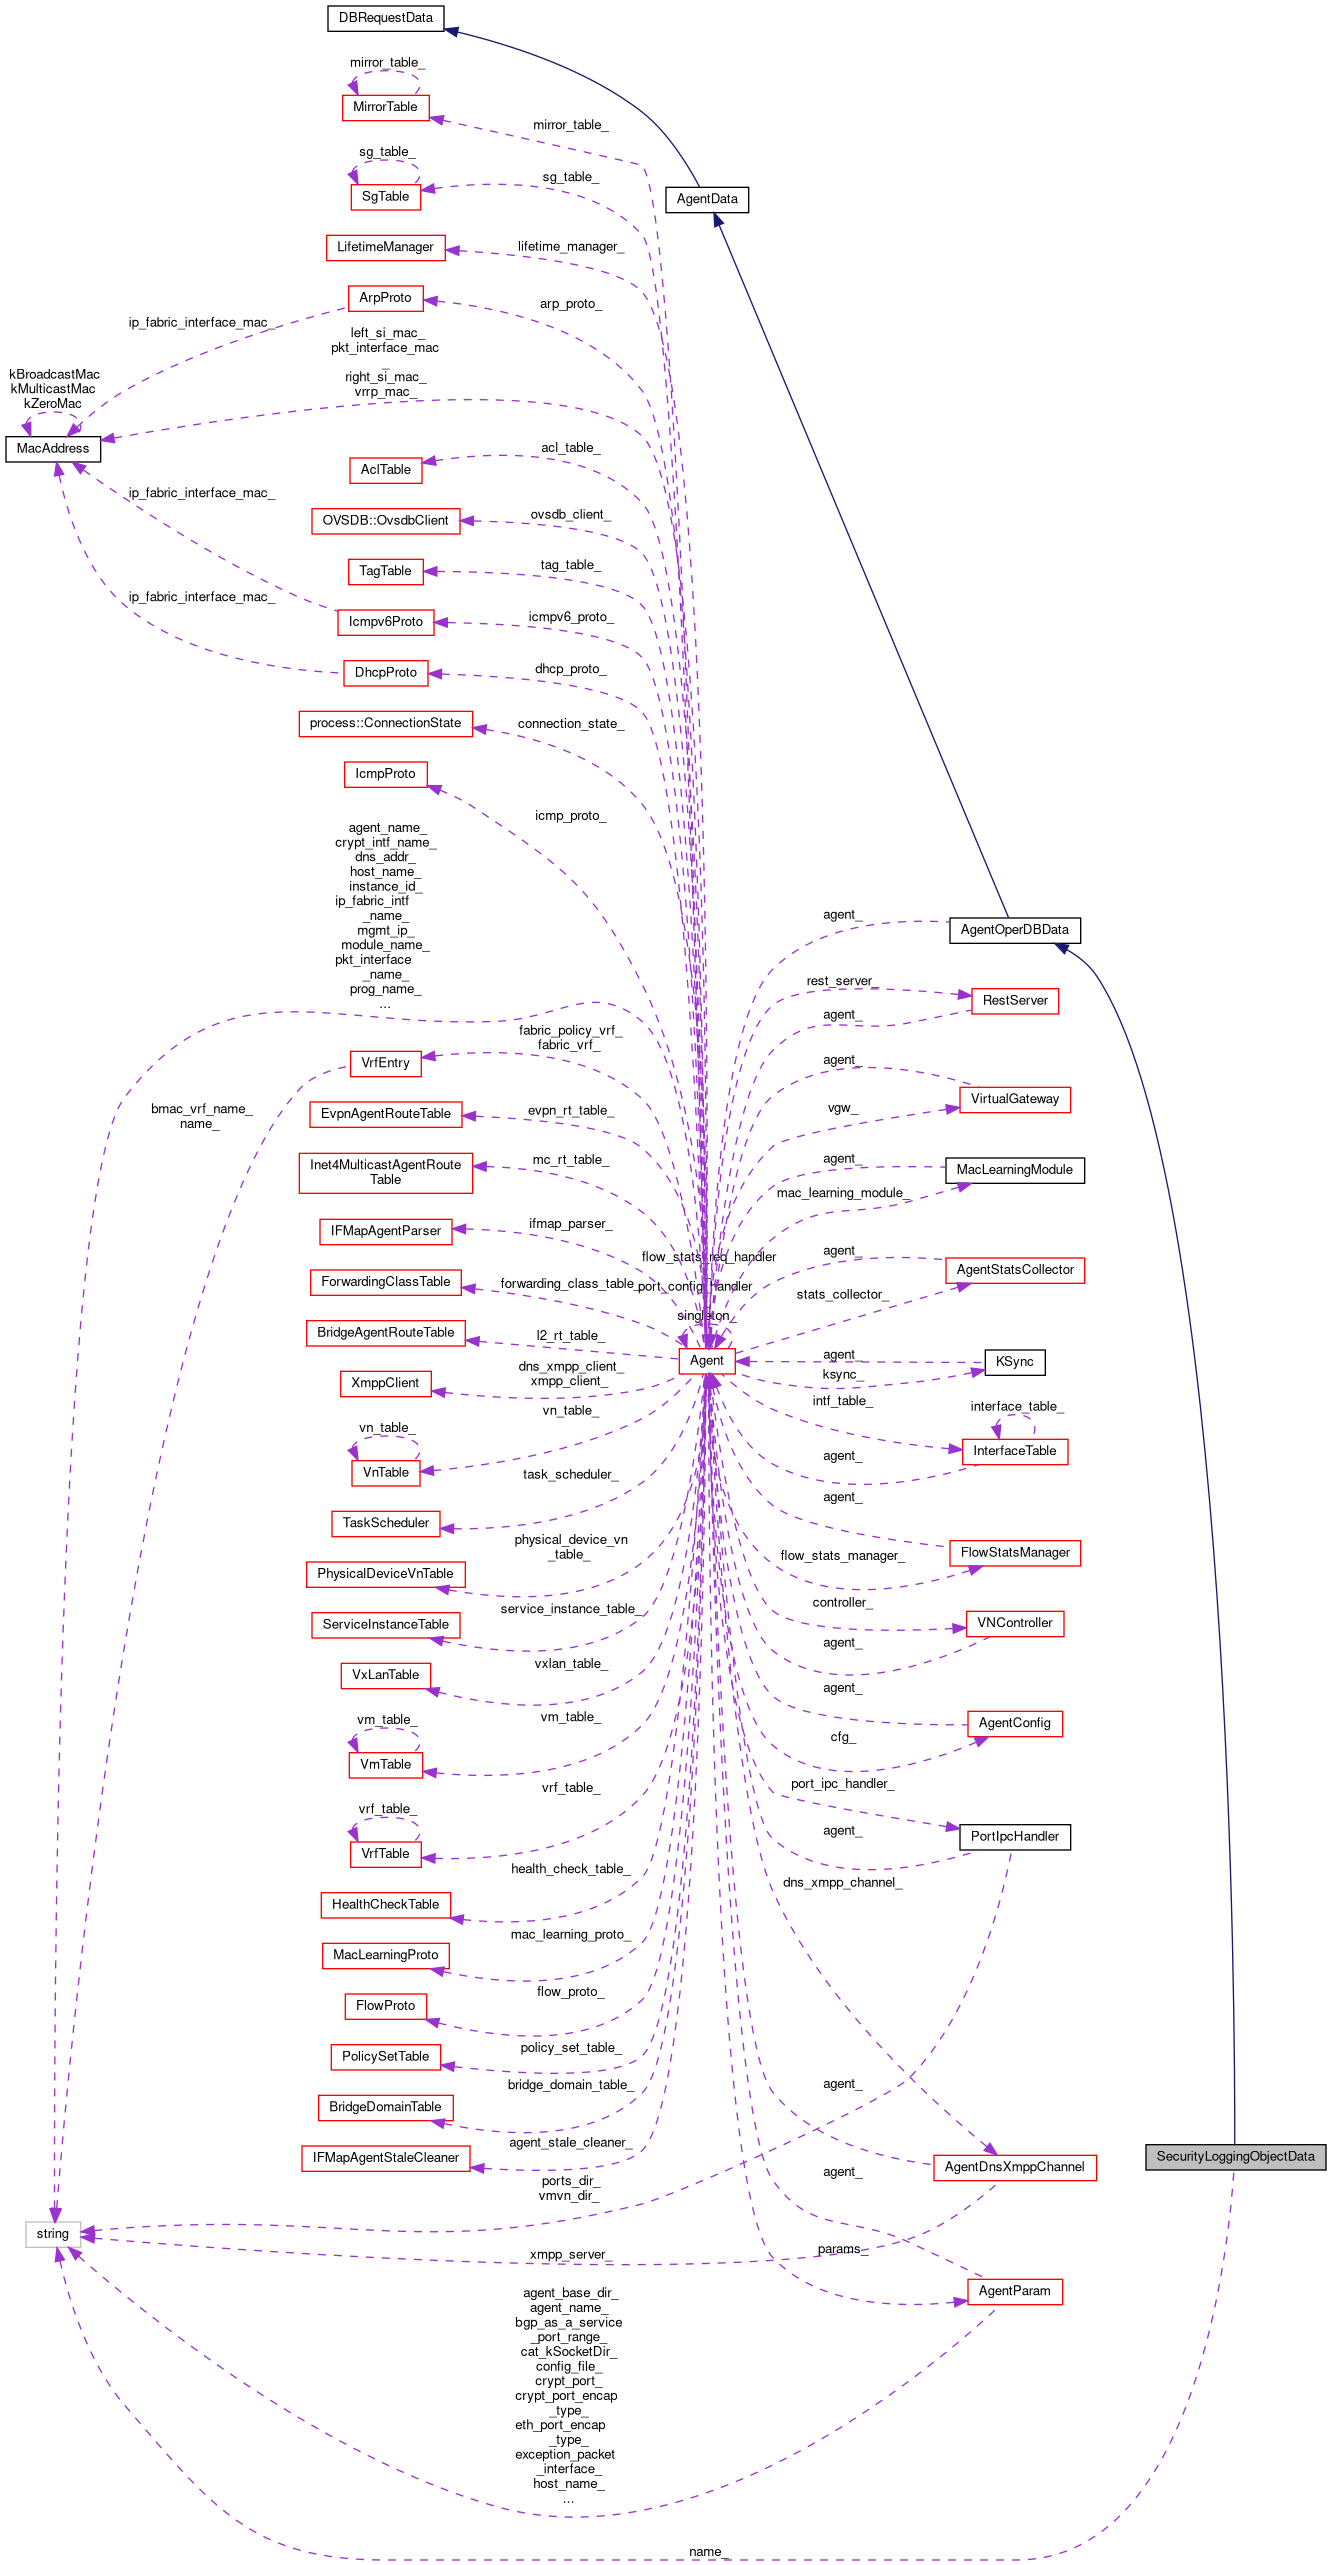 DBRequestData
mirror_table_
MirrorTable
mirror_table_
sg_table_
SgTable
sg_table_
AgentData
LifetimeManager
lifetime_manager_
ArpProto
arp_proto_
ip_fabric_interface_mac_
left_si_mac_
pkt_interface_mac
_
right_si_mac_
vrrp_mac_
kBroadcastMac
kMulticastMac
kZeroMac
MacAddress
AclTable
acl_table_
ip_fabric_interface_mac_
OVSDB::OvsdbClient
ovsdb_client_
TagTable
tag_table_
ip_fabric_interface_mac_
Icmpv6Proto
icmpv6_proto_
DhcpProto
dhcp_proto_
process::ConnectionState
connection_state_
IcmpProto
icmp_proto_
agent_name_
crypt_intf_name_
dns_addr_
host_name_
instance_id_
ip_fabric_intf
_name_
mgmt_ip_
module_name_
pkt_interface
_name_
prog_name_
...
agent_
AgentOperDBData
rest_server_
RestServer
agent_
fabric_policy_vrf_
fabric_vrf_
VrfEntry
agent_
VirtualGateway
vgw_
bmac_vrf_name_
name_
EvpnAgentRouteTable
evpn_rt_table_
Inet4MulticastAgentRoute
Table
mc_rt_table_
agent_
MacLearningModule
mac_learning_module_
IFMapAgentParser
ifmap_parser_
flow_stats_req_handler
port_config_handler
singleton_
agent_
AgentStatsCollector
stats_collector_
ForwardingClassTable
forwarding_class_table_
BridgeAgentRouteTable
l2_rt_table_
Agent
agent_
KSync
ksync_
XmppClient
dns_xmpp_client_
xmpp_client_
intf_table_
interface_table_
InterfaceTable
agent_
vn_table_
VnTable
vn_table_
TaskScheduler
task_scheduler_
agent_
FlowStatsManager
flow_stats_manager_
PhysicalDeviceVnTable
physical_device_vn
_table_
ServiceInstanceTable
service_instance_table_
controller_
VNController
agent_
VxLanTable
vxlan_table_
agent_
AgentConfig
cfg_
vm_table_
VmTable
vm_table_
port_ipc_handler_
vrf_table_
VrfTable
vrf_table_
agent_
PortIpcHandler
HealthCheckTable
health_check_table_
dns_xmpp_channel_
MacLearningProto
mac_learning_proto_
FlowProto
flow_proto_
PolicySetTable
policy_set_table_
BridgeDomainTable
bridge_domain_table_
agent_
IFMapAgentStaleCleaner
agent_stale_cleaner_
AgentDnsXmppChannel
SecurityLoggingObjectData
agent_
ports_dir_
vmvn_dir_
string
xmpp_server_
params_
AgentParam
agent_base_dir_
agent_name_
bgp_as_a_service
_port_range_
cat_kSocketDir_
config_file_
crypt_port_
crypt_port_encap
_type_
eth_port_encap
_type_
exception_packet
_interface_
host_name_
...
name_